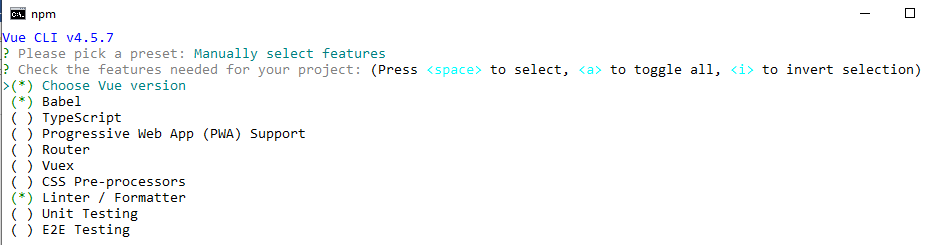 npm
Vue CLI v4.5.7
? Please pick a preset: Manually select features
? Check the features needed for your project: (Press <space> to select, <a> to toggle all, <i> to invert selection)
>(*) Choose Vue version
(*) Babel
( ) TypeScript
( ) Progressive Web App (PWA) Support
( ) Router
( ) Vuex
( ) CSS Pre-processors
(*) Linter / Formatter
( ) Unit Testing
( ) E2E Testing